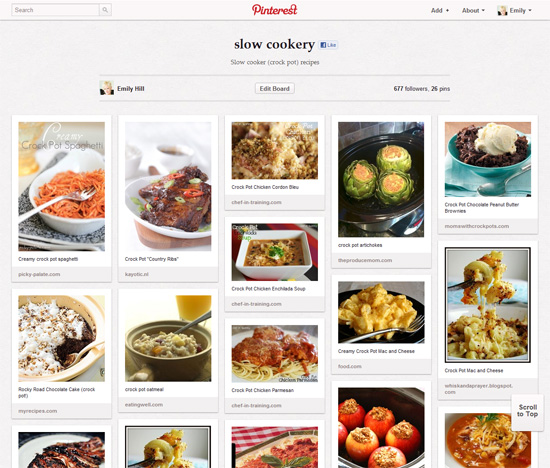 Search
Pinterest
Add +
About
Emily
slow cookery
Like
Slow cooker (crock pot) recipes
Emily Hill
Edit Board
677 followers, 26 pins
Creamy
Crock Pot Spaghetti
Creamy crock pot spaghetti
picky-palate.com
Crock Pot "Country Ribs"
kayotic.nl
Crock Pot Chicken Cordon Bleu
chef-in-training.com
crock pot artichokes
theproducemom.com
Crock Pot Chocolate Peanut Butter
Brownies
momswithcrockpots.com
Crock Pot
Crock Pot Chicken Enchilada Soup
chef-in-training.com
Creamy Crock Pot Mac and Cheese
food.com
Crock Pot Mac and Cheese
whiskandaprayer.blogspot.
com
Rocky Road Chocolate Cake (crock
pot)
myrecipes.com
crock pot oatmeal
eatingwell.com
Chicken Parmesan
Crock Pot Chicken Parmesan
chef-in-training.com
Scroll
to Top